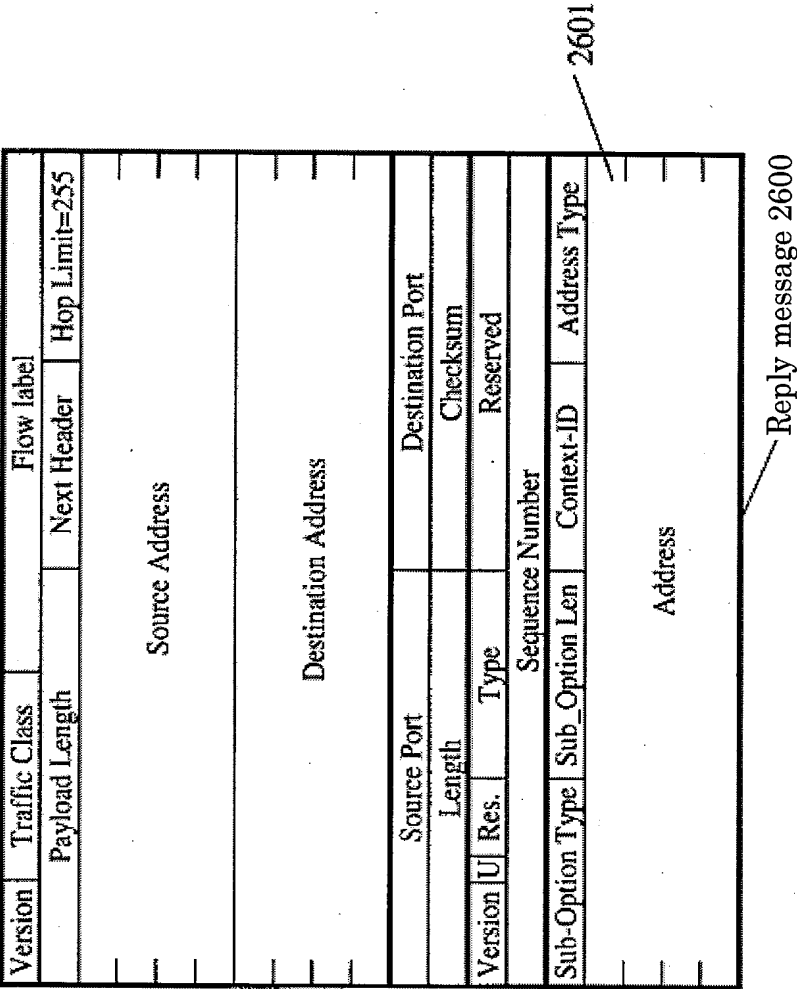 Version Traffic Class Flow label
Payload Length Next Header Hop Limit=255
Source Address
Destination Address
Source Port Destination Port
Length Checksum
Version U Res. Type Reserved
Sequence Number
Sub-Option Type Sub_Option Len Context-ID Address Type
Address
2601
Reply message 2600